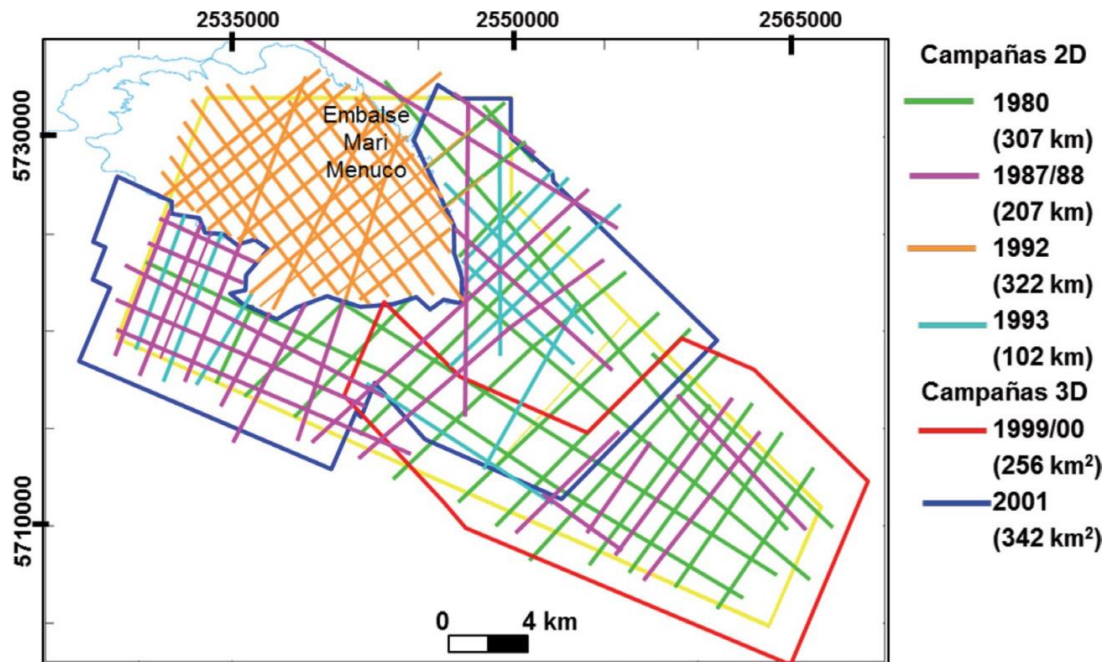 2535000
2550000
2565000
5730000
5710000
Embalse
Mari
Menuco
0
4 km
Campañas 2D
1980
(307 km)
1987/88
(207 km)
1992
(322 km)
1993
(102 km)
Campañas 3D
1999/00
(256 km²)
2001
(342 km²)